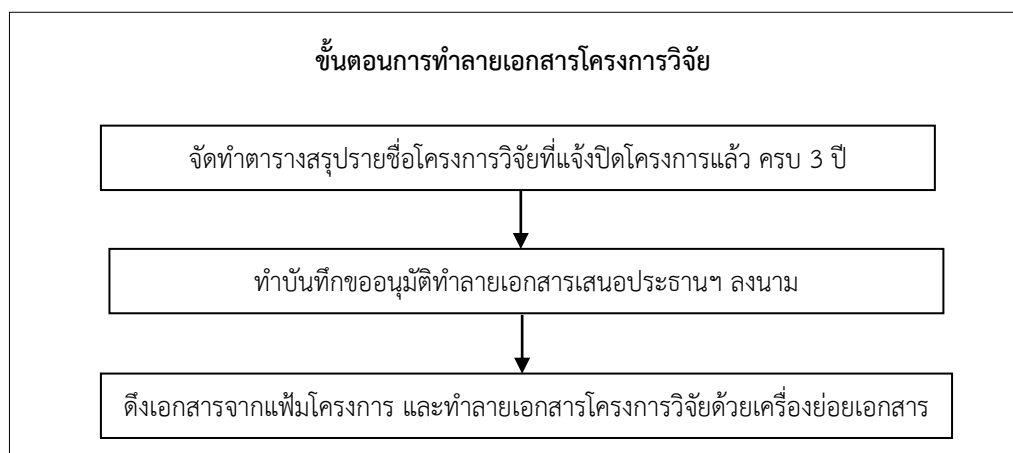 ขั้นตอนการทำลายเอกสารโครงการวิจัย
จัดทำตารางสรุปรายชื่อโครงการวิจัยที่แจ้งปิดโครงการแล้ว ครบ 3 ปี
ทำบันทึกขออนุมัติทำลายเอกสารเสนอประธานฯ ลงนาม
ดึงเอกสารจากแฟ้มโครงการ และทำลายเอกสารโครงการวิจัยด้วยเครื่องย่อยเอกสาร